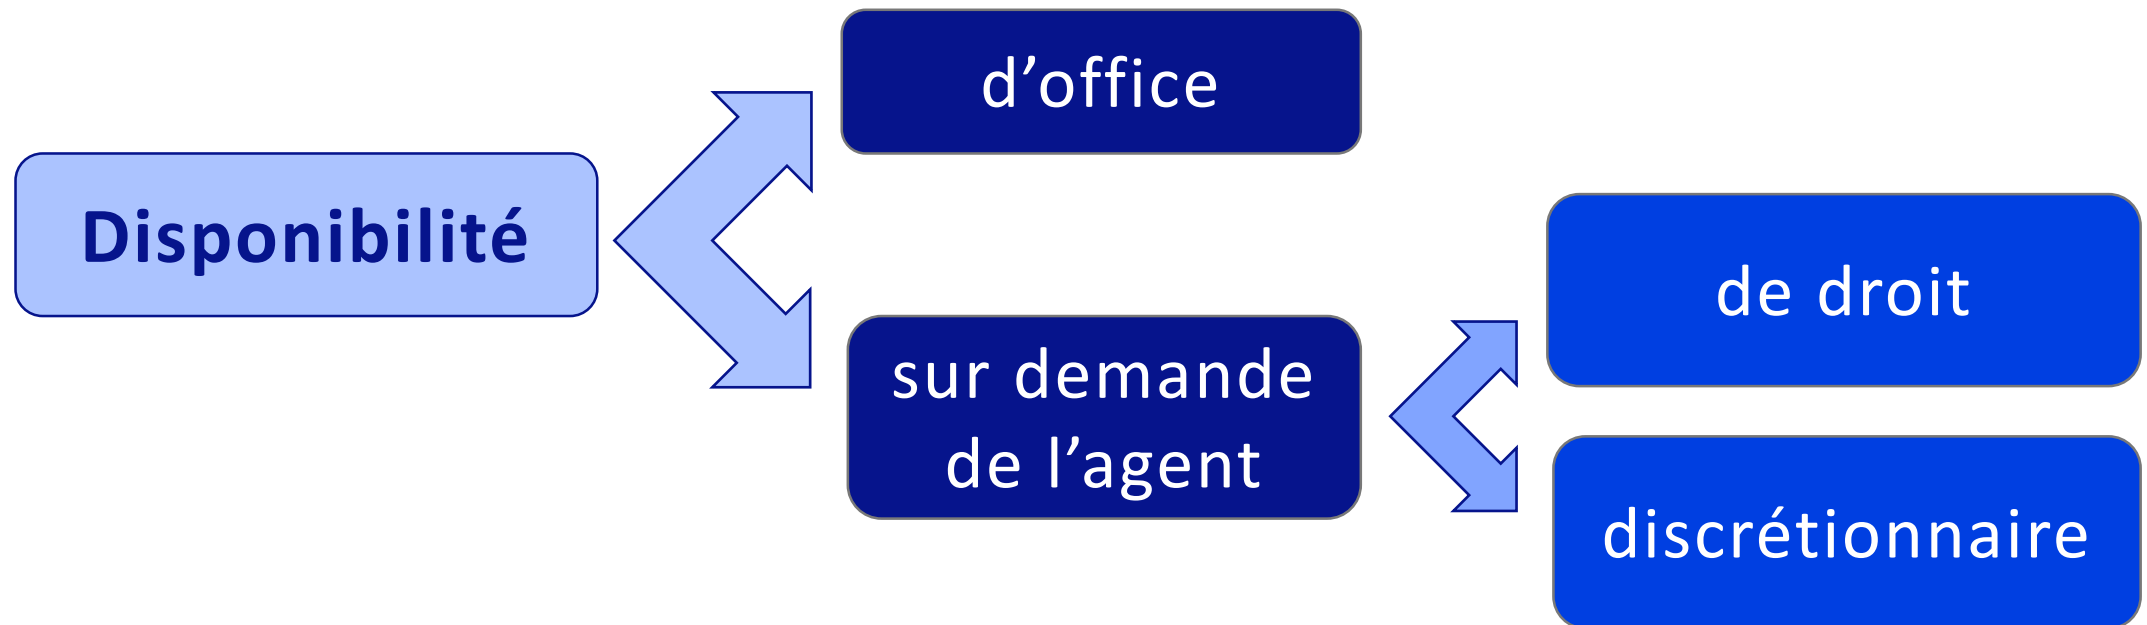 d’office
Disponibilité
de droit
sur demande
de l’agent
discrétionnaire